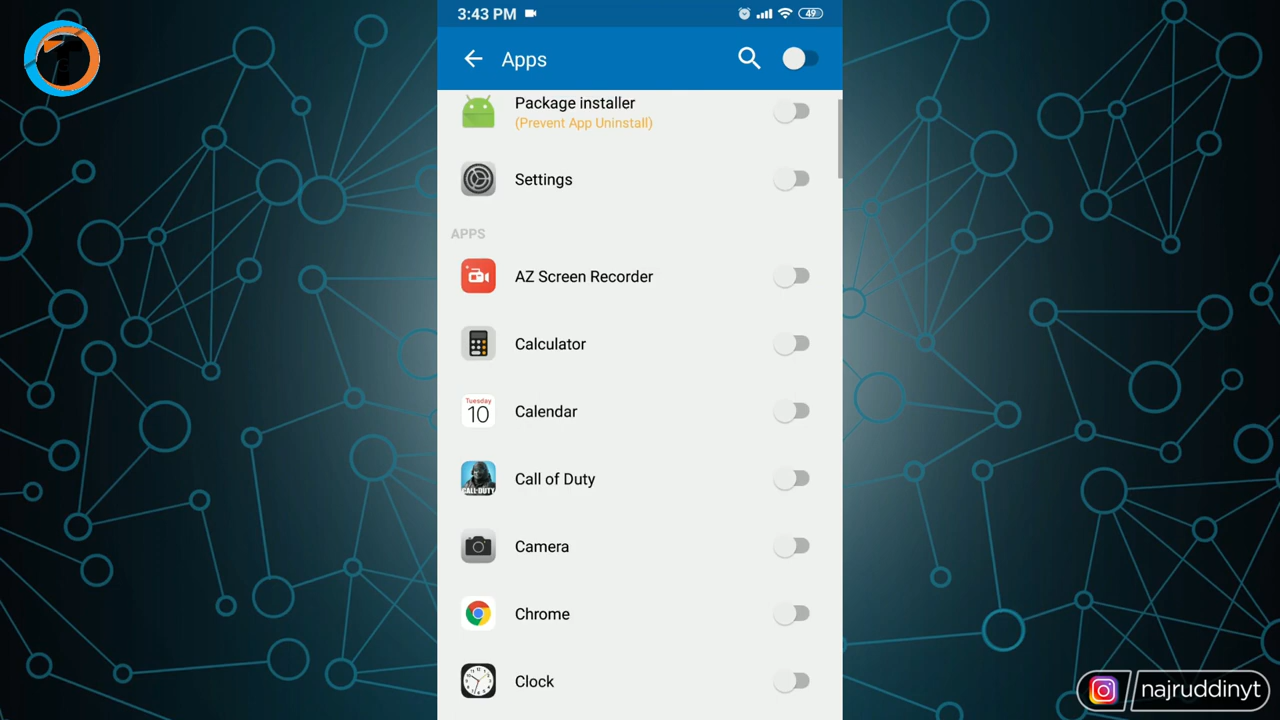 3:43 PM
49
Apps
Package installer
(Prevent App Uninstall)
Settings
APPS
AZ Screen Recorder
Calculator
Tuesday
10
Calendar
CALL·DUTY
Call of Duty
Camera
Chrome
Clock
najruddinyt